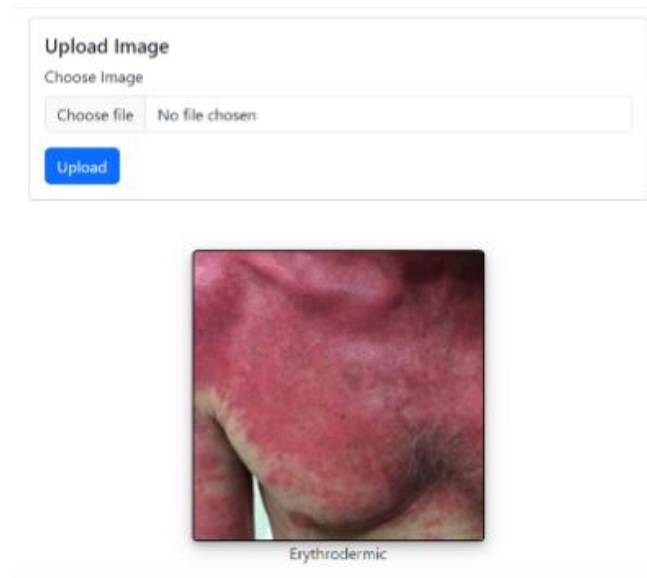 Upload Image
Choose Image
Choose file No file chosen
Upload
Erythrodermic